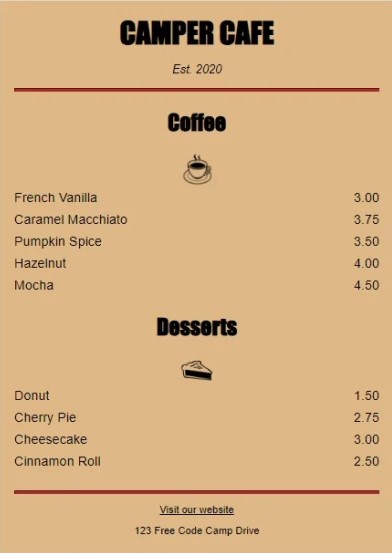 CAMPER CAFE
Est. 2020
Coffee
French Vanilla 3.00
Caramel Macchiato 3.75
Pumpkin Spice 3.50
Hazelnut 4.00
Mocha 4.50
Desserts
Donut 1.50
Cherry Pie 2.75
Cheesecake 3.00
Cinnamon Roll 2.50
Visit our website
123 Free Code Camp Drive